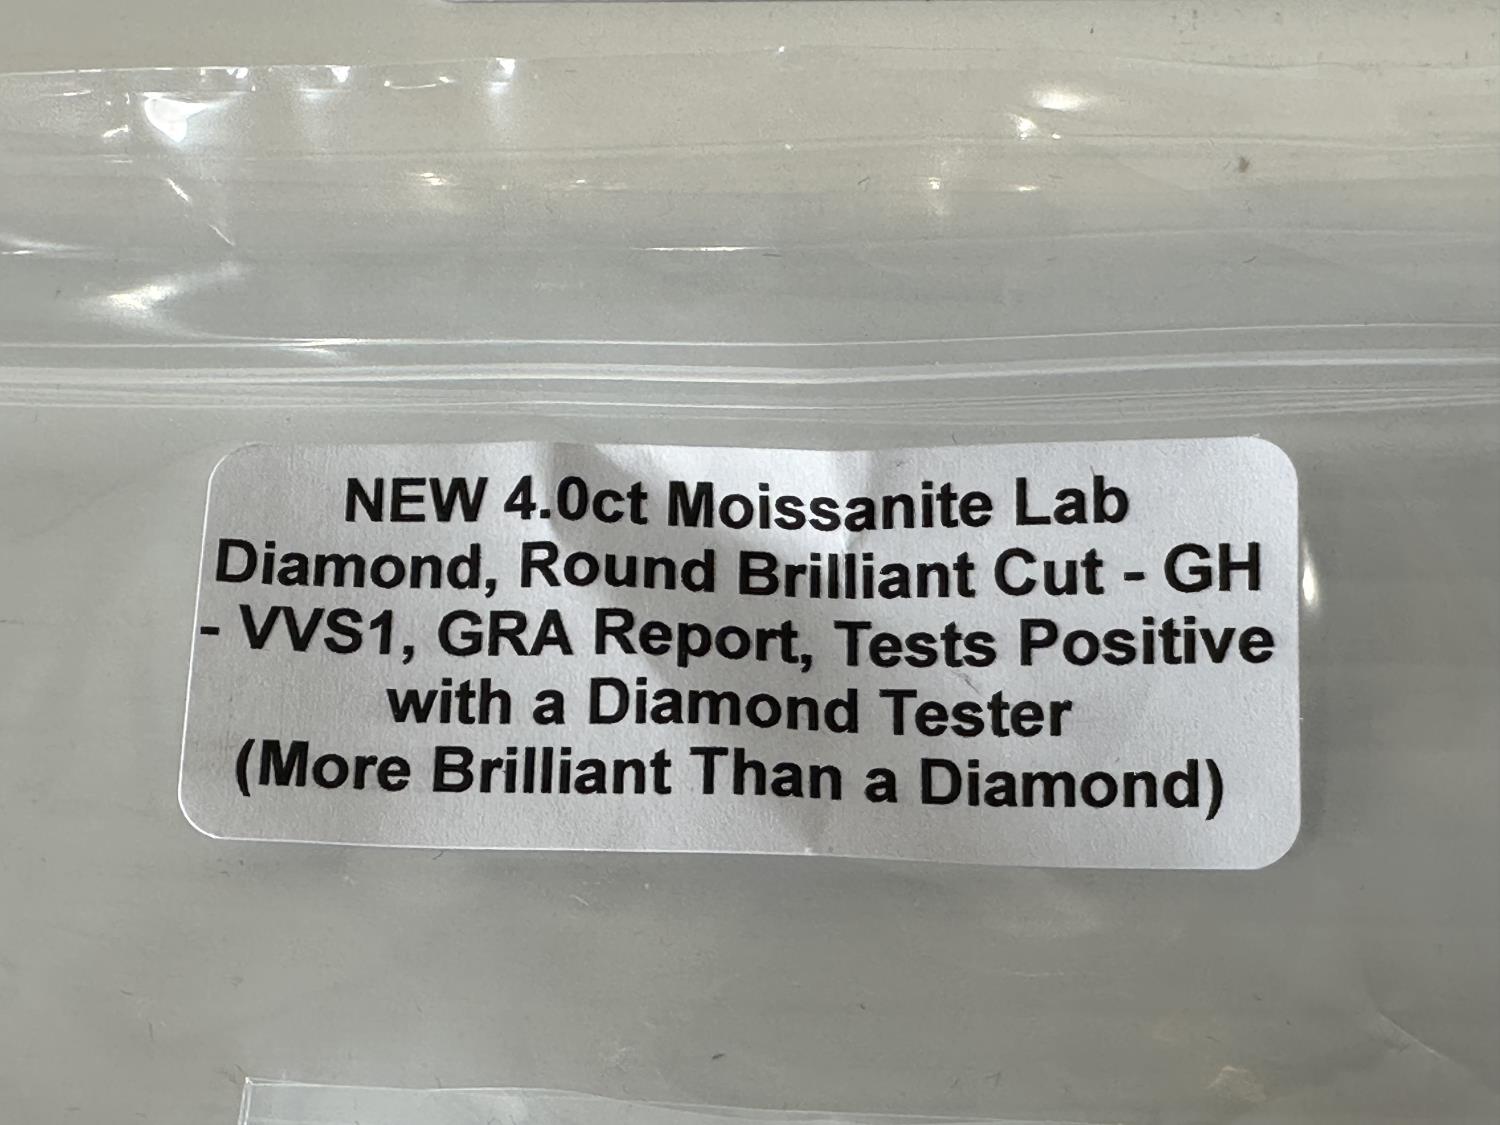 NEW 4.0ct Moissanite Lab
Diamond, Round Brilliant Cut - GH
- VVS1, GRA Report, Tests Positive
with a Diamond Tester
(More Brilliant Than a Diamond)